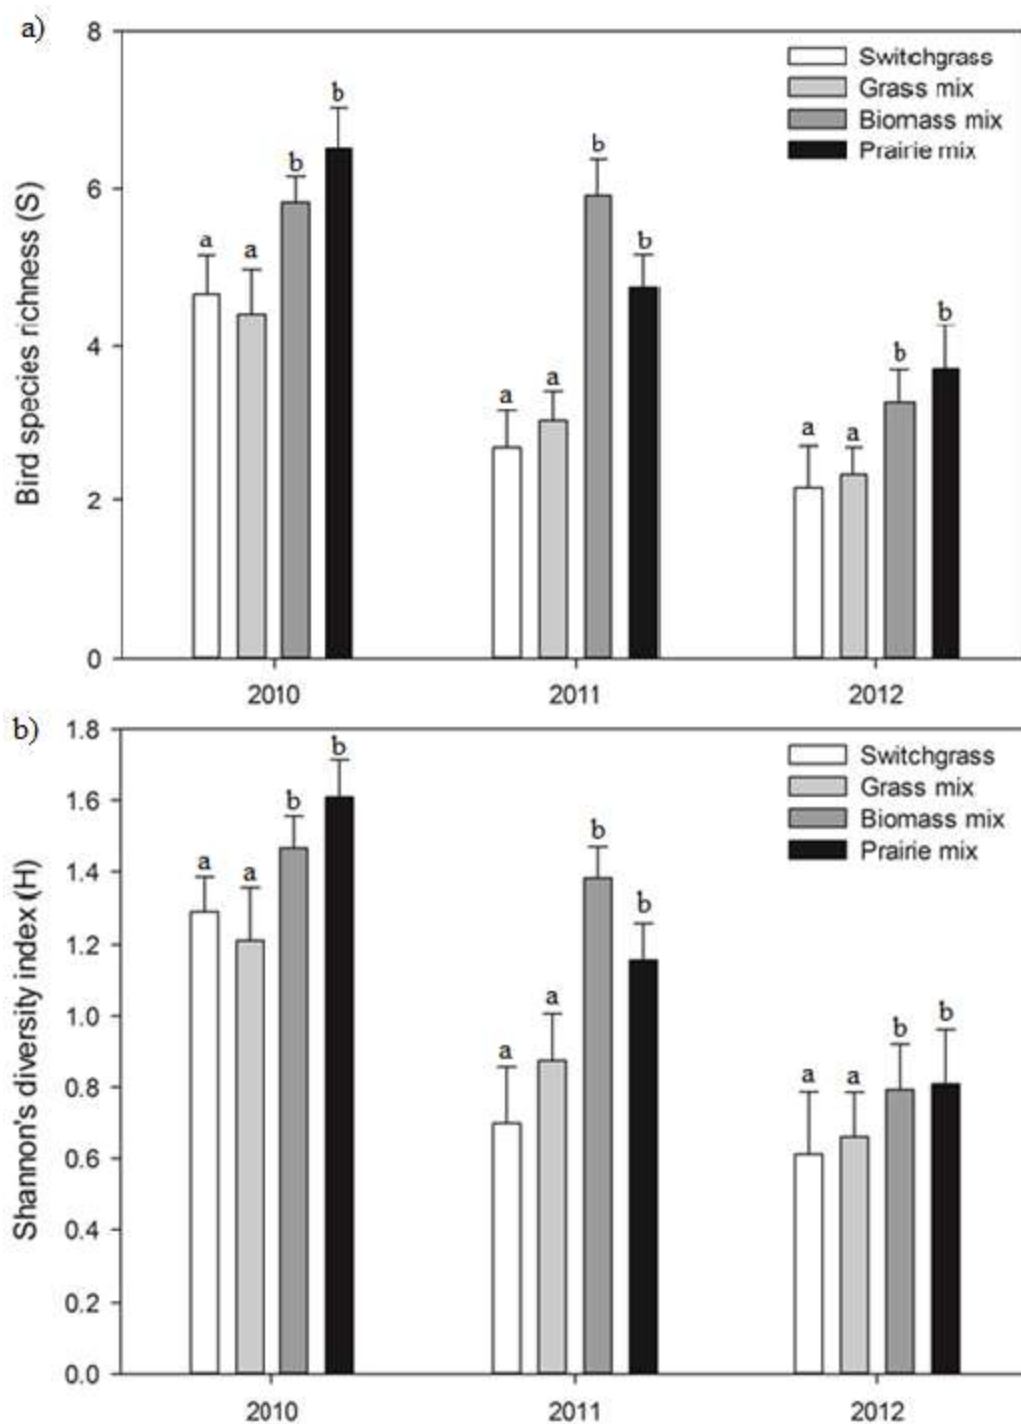 a)
Bird species richness (S)
8
6
4
2
0
Switchgrass
Grass mix
Biomass mix
Prairie mix
a
a
b
b
a
a
b
b
a
a
b
b
2010
2011
2012
b)
Shannon's diversity index (H)
1.8
1.6
1.4
1.2
1.0
0.8
0.6
0.4
0.2
0.0
Switchgrass
Grass mix
Biomass mix
Prairie mix
a
a
b
b
a
a
b
b
a
a
b
b
2010
2011
2012